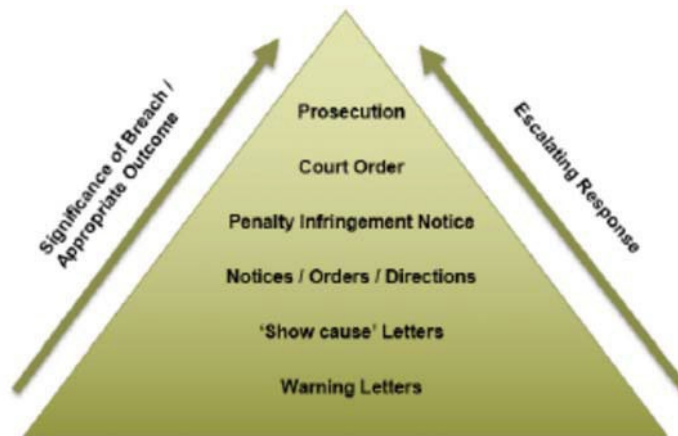 Significance of Breach /
Appropriate Outcome
Escalating Response
Prosecution
Court Order
Penalty Infringement Notice
Notices / Orders / Directions
‘Show cause’ Letters
Warning Letters